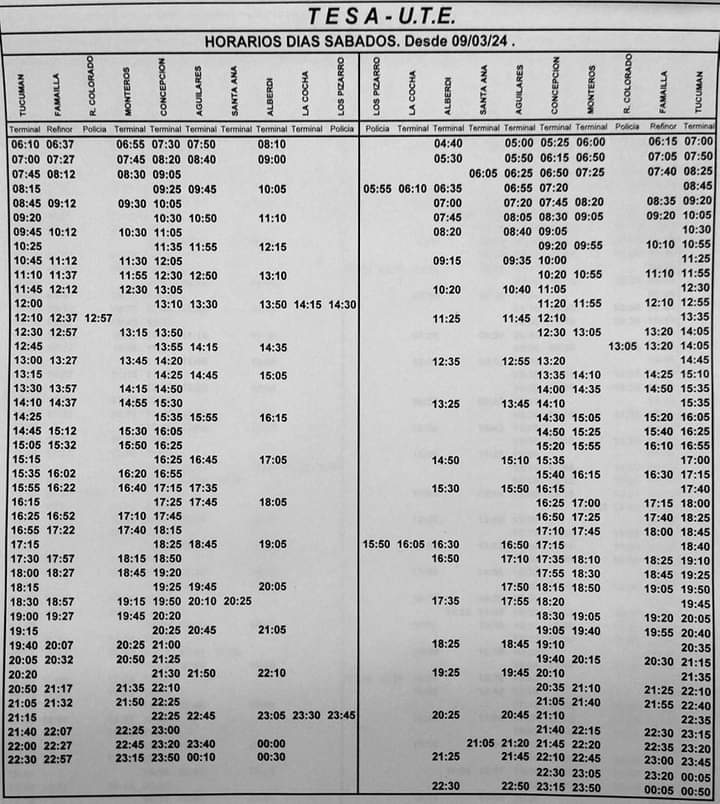 TESA - U.T.E.
HORARIOS DIAS SABADOS. Desde 09/03/24 .
TUCUMAN FAMAILLA R. COLORADO MONTEROS CONCEPCION AGUILARES SANTA ANA ALBERDI LA COCHA LOS PIZARRO LOS PIZARRO LA COCHA ALBERDI SANTA ANA AGUILARES CONCEPCION MONTEROS R. COLORADO FAMAILLA TUCUMAN
Terminal Refinor Policia Terminal Terminal Terminal Terminal Terminal Terminal Policia Policia Terminal Terminal Terminal Terminal Terminal Terminal Policia Refinor Terminal
06:10 06:37 06:55 07:30 07:50 08:10 04:40 05:00 05:25 06:00 06:15 07:00
07:00 07:27 07:45 08:20 08:40 09:00 05:30 05:50 06:15 06:50 07:05 07:50
07:45 08:12 08:30 09:05 06:05 06:25 06:50 07:25 07:40 08:25
08:15 09:25 09:45 10:05 05:55 06:10 06:35 06:55 07:20 08:45
08:45 09:12 09:30 10:05 07:00 07:20 07:45 08:20 08:35 09:20
09:20 10:30 10:50 11:10 07:45 08:05 08:30 09:05 09:20 10:05
09:45 10:12 10:30 11:05 08:20 08:40 09:05 10:30
10:25 11:35 11:55 12:15 09:20 09:55 10:10 10:55
10:45 11:12 11:30 12:05 09:15 09:35 10:00 11:25
11:10 11:37 11:55 12:30 12:50 13:10 10:20 10:55 11:10 11:55
11:45 12:12 12:30 13:05 10:20 10:40 11:05 12:30
12:00 13:10 13:30 13:50 14:15 14:30 11:20 11:55 12:10 12:55
12:10 12:37 12:57 11:25 11:45 12:10 13:35
12:30 12:57 13:15 13:50 12:30 13:05 13:20 14:05
12:45 13:55 14:15 14:35 13:05 13:20 14:05
13:00 13:27 13:45 14:20 12:35 12:55 13:20 14:45
13:15 14:25 14:45 15:05 13:35 14:10 14:25 15:10
13:30 13:57 14:15 14:50 14:00 14:35 14:50 15:35
14:10 14:37 14:55 15:30 13:25 13:45 14:10 15:35
14:25 15:35 15:55 16:15 14:30 15:05 15:20 16:05
14:45 15:12 15:30 16:05 14:50 15:25 15:40 16:25
15:05 15:32 15:50 16:25 15:20 15:55 16:10 16:55
15:15 16:25 16:45 17:05 14:50 15:10 15:35 17:00
15:35 16:02 16:20 16:55 15:40 16:15 16:30 17:15
15:55 16:22 16:40 17:15 17:35 15:30 15:50 16:15 17:40
16:15 17:25 17:45 18:05 16:25 17:00 17:15 18:00
16:25 16:52 17:10 17:45 16:50 17:25 17:40 18:25
16:55 17:22 17:40 18:15 17:10 17:45 18:00 18:45
17:15 18:25 18:45 19:05 15:50 16:05 16:30 16:50 17:15 18:40
17:30 17:57 18:15 18:50 16:50 17:10 17:35 18:10 18:25 19:10
18:00 18:27 18:45 19:20 17:55 18:30 18:45 19:25
18:15 19:25 19:45 20:05 17:50 18:15 18:50 19:05 19:50
18:30 18:57 19:15 19:50 20:10 20:25 17:35 17:55 18:20 19:45
19:00 19:27 19:45 20:20 18:30 19:05 19:20 20:05
19:15 20:25 20:45 21:05 19:05 19:40 19:55 20:40
19:40 20:07 20:25 21:00 18:25 18:45 19:10 20:35
20:05 20:32 20:50 21:25 19:40 20:15 20:30 21:15
20:20 21:30 21:50 22:10 19:25 19:45 20:10 21:35
20:50 21:17 21:35 22:10 20:35 21:10 21:25 22:10
21:05 21:32 21:50 22:25 21:05 21:40 21:55 22:40
21:15 22:25 22:45 23:05 23:30 23:45 20:25 20:45 21:10 22:35
21:40 22:07 22:25 23:00 21:40 22:15 22:30 23:15
22:00 22:27 22:45 23:20 23:40 00:00 21:05 21:20 21:45 22:20 22:35 23:20
22:30 22:57 23:15 23:50 00:10 00:30 21:25 21:45 22:10 22:45 23:00 23:45
22:30 23:05 23:20 00:05
22:30 22:50 23:15 23:50 00:05 00:50